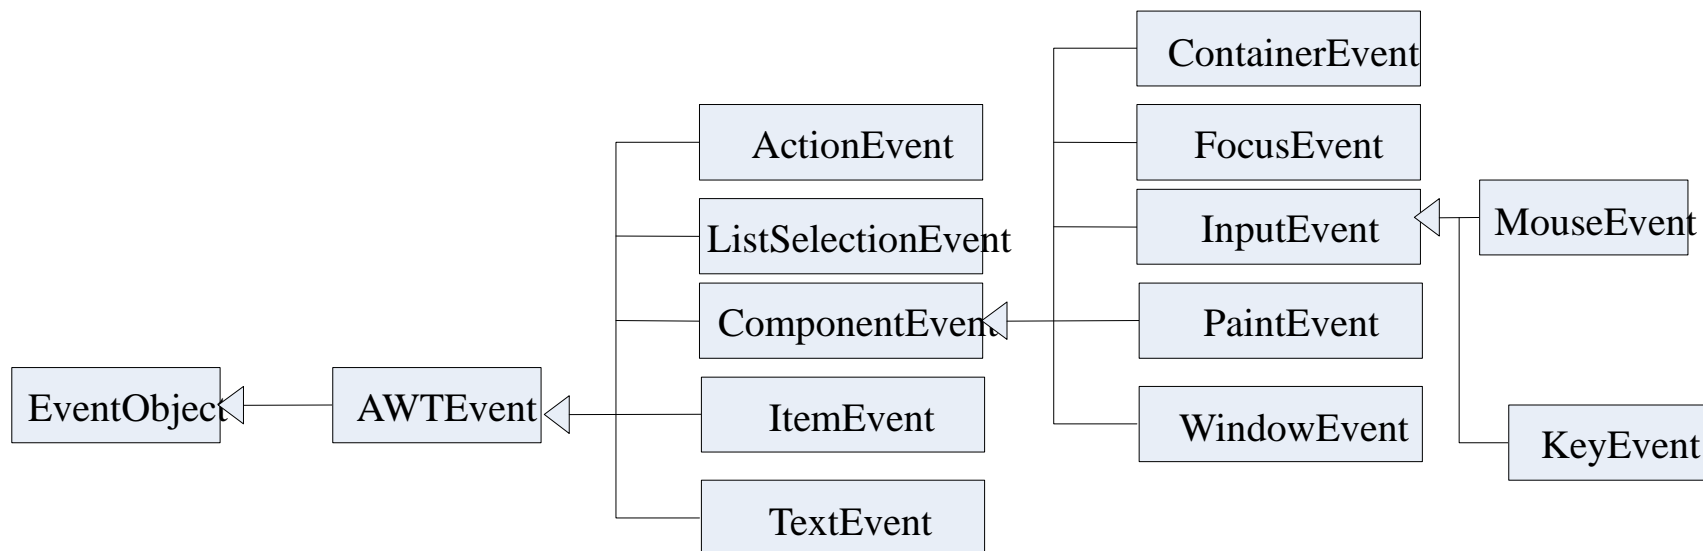 ContainerEvent
ActionEvent
FocusEvent
ListSelectionEvent
InputEvent
MouseEvent
ComponentEvent
PaintEvent
EventObject
AWTEvent
ItemEvent
WindowEvent
KeyEvent
TextEvent